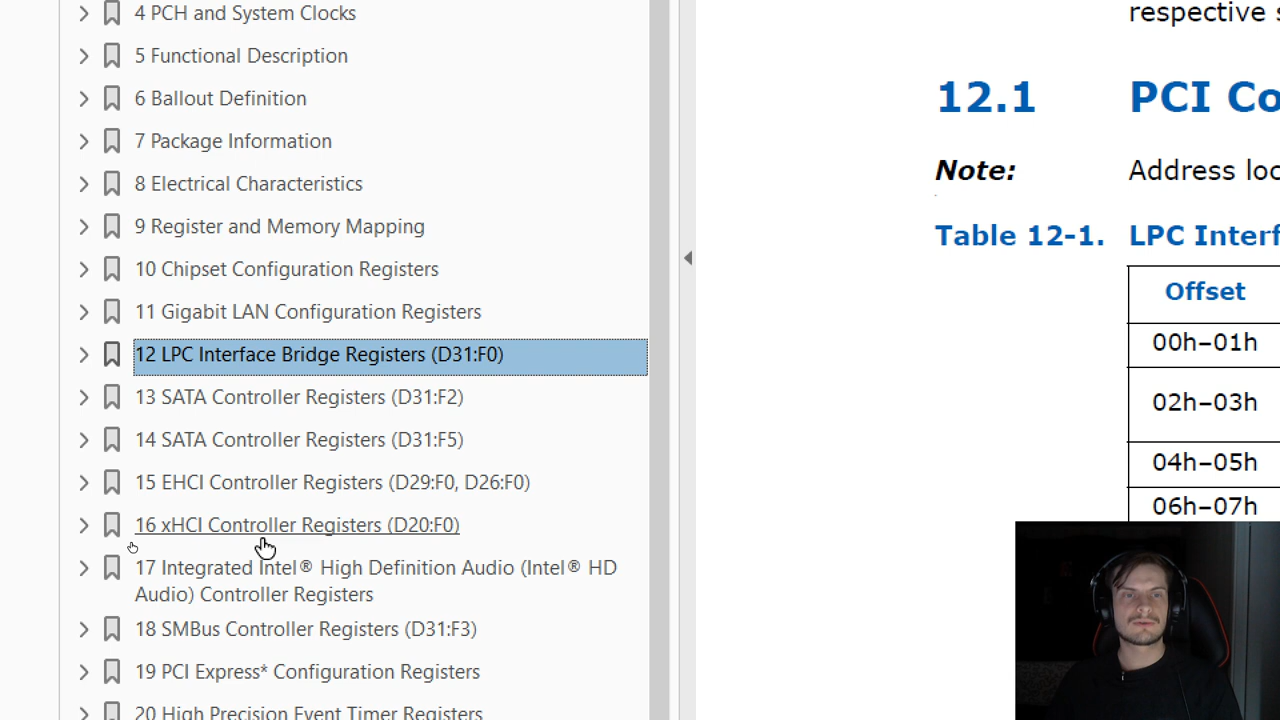 4 PCH and System Clocks
5 Functional Description
6 Ballout Definition
7 Package Information
8 Electrical Characteristics
9 Register and Memory Mapping
10 Chipset Configuration Registers
11 Gigabit LAN Configuration Registers
12 LPC Interface Bridge Registers (D31:F0)
13 SATA Controller Registers (D31:F2)
14 SATA Controller Registers (D31:F5)
15 EHCI Controller Registers (D29:F0, D26:F0)
16 xHCI Controller Registers (D20:F0)
17 Integrated Intel® High Definition Audio (Intel® HD
Audio) Controller Registers
18 SMBus Controller Registers (D31:F3)
19 PCI Express* Configuration Registers
20 High Precision Event Timer Registers
respective s
12.1 PCI Co
Note: Address loc
Table 12-1. LPC Interf
Offset
00h–01h
02h–03h
04h–05h
06h–07h